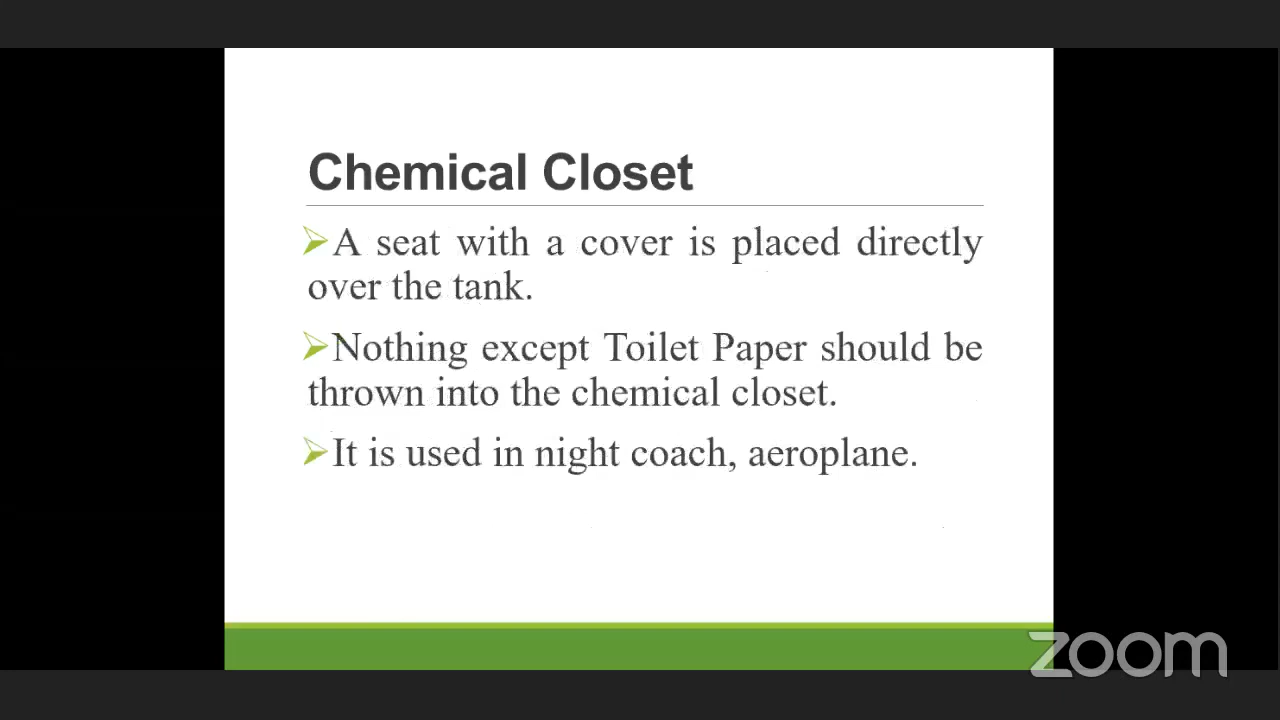 Chemical Closet
➢A seat with a cover is placed directly
over the tank.
➢Nothing except Toilet Paper should be
thrown into the chemical closet.
➢It is used in night coach, aeroplane.
zoom